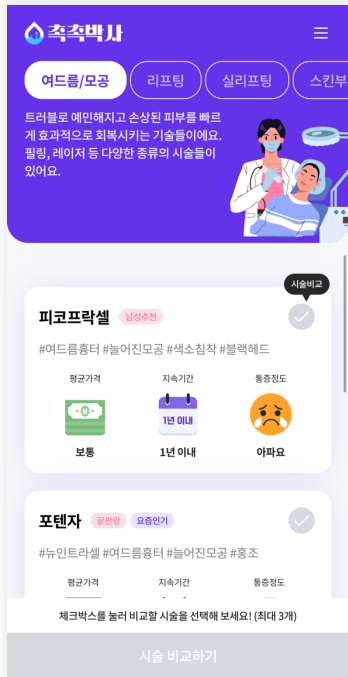 촉촉박사
여드름/모공
리프팅
실리프팅
스킨부
트러블로 예민해지고 손상된 피부를 빠르
게 효과적으로 회복시키는 기술들이에요.
필링, 레이저 등 다양한 종류의 시술들이
있어요.
시술비교
피코프락셀 남성추천
#여드름흉터 #늘어진모공 #색소침착 #블랙헤드
평균가격 지속기간 통증정도
1년 이내
보통 1년 이내 아파요
포텐자 끝판왕 요즘인기
#뉴인트라셀 #여드름흉터 #늘어진모공 #홍조
평균가격 지속기간 통증정도
체크박스를 눌러 비교할 시술을 선택해 보세요! (최대 3개)
시술 비교하기